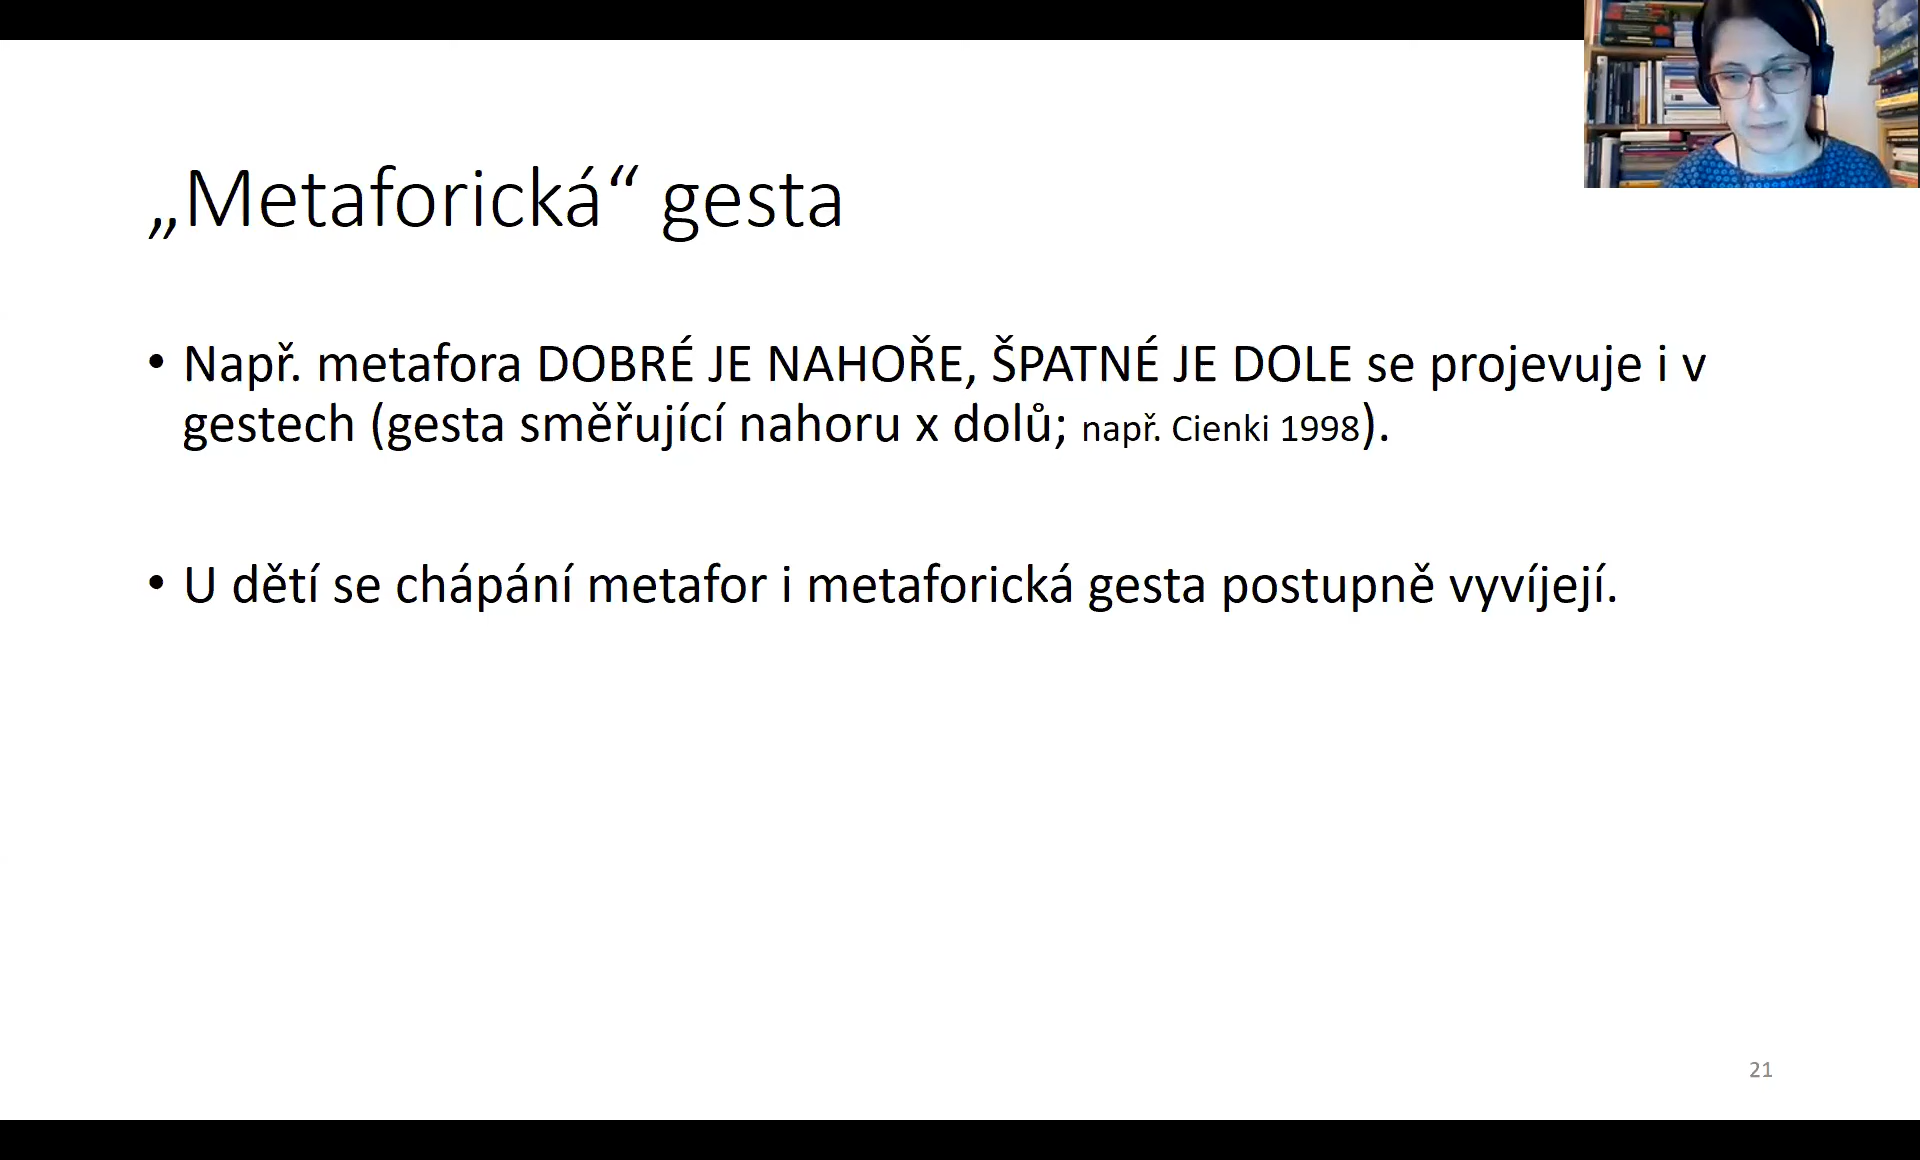 „Metaforická“ gesta
• Např. metafora DOBRÉ JE NAHOŘE, ŠPATNÉ JE DOLE se projevuje i v
gestech (gesta směřující nahoru x dolů; např. Cienki 1998).
• U dětí se chápání metafor i metaforická gesta postupně vyvíjejí.
21